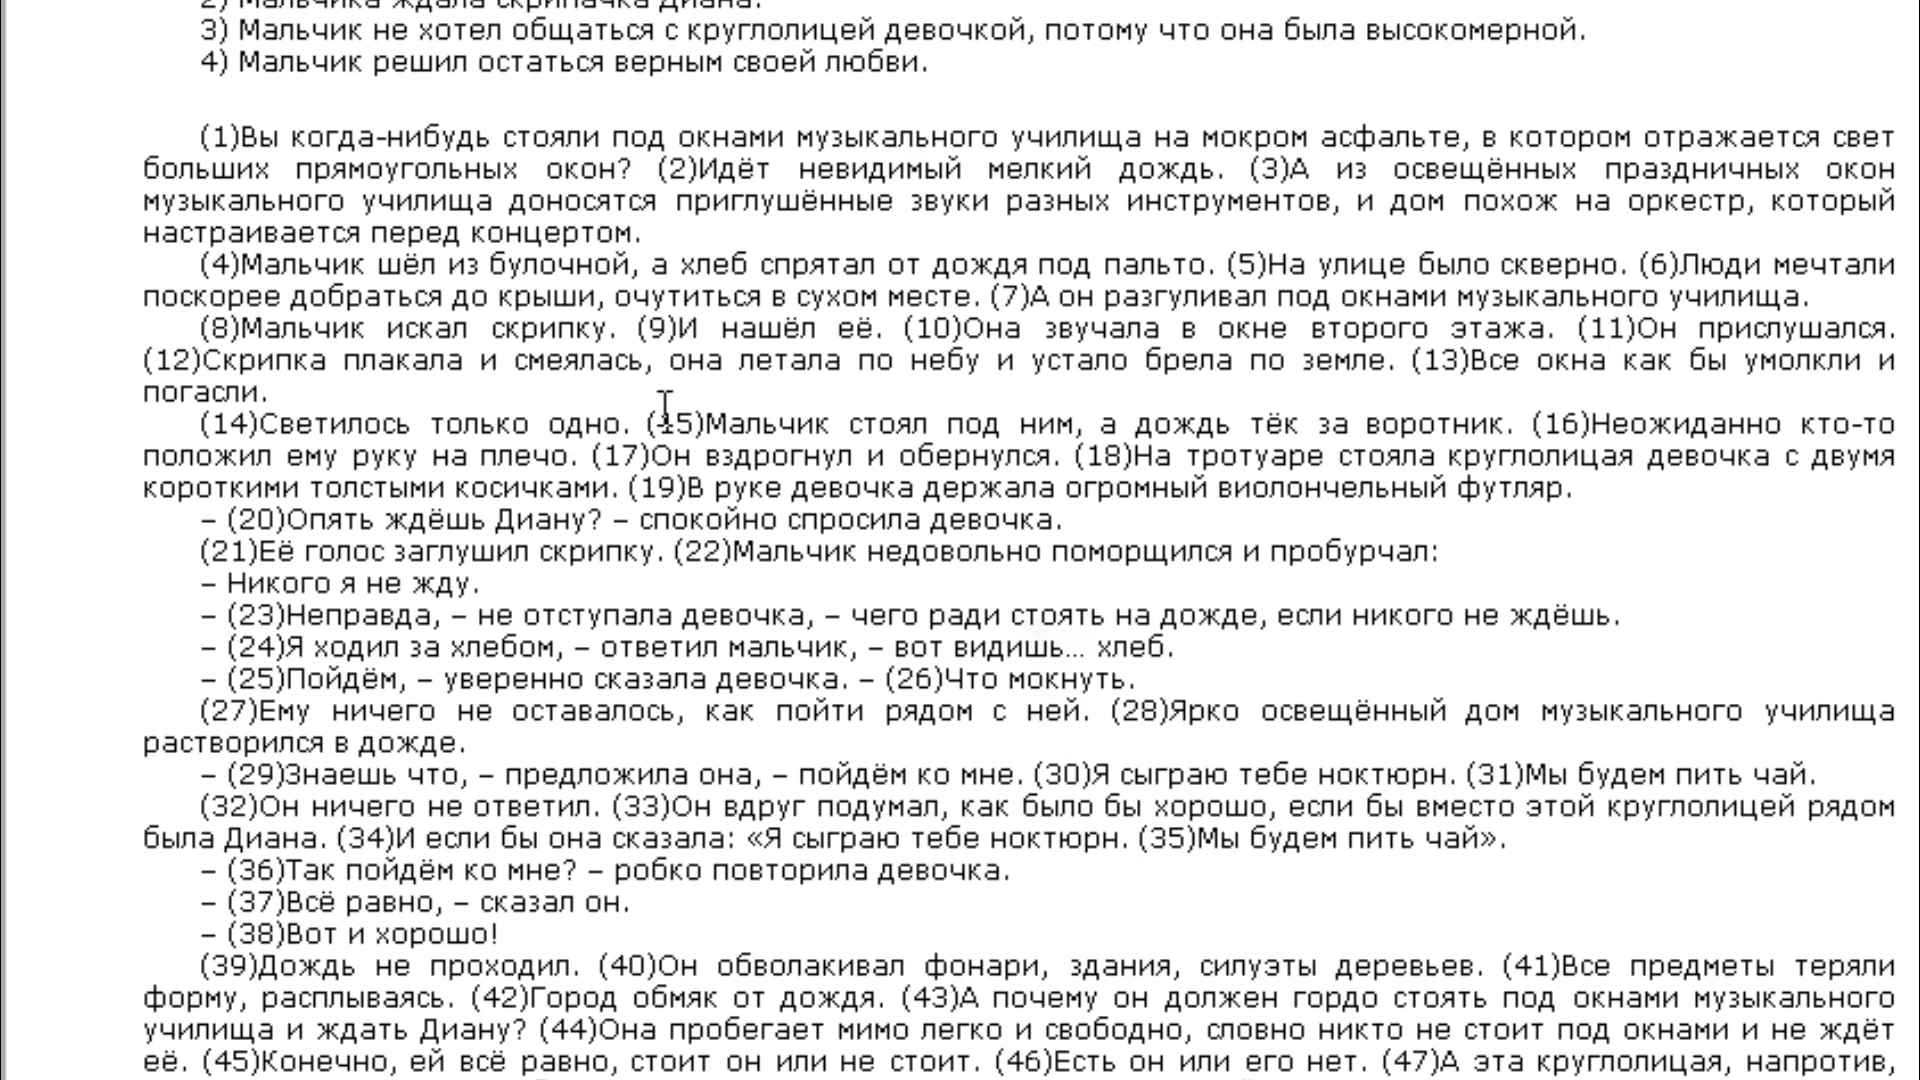 2) Мальчика ждала скрипачка Диана.
3) Мальчик не хотел общаться с круглолицей девочкой, потому что она была высокомерной.
4) Мальчик решил остаться верным своей любви.
(1)Вы когда-нибудь стояли под окнами музыкального училища на мокром асфальте, в котором отражается свет
больших прямоугольных окон? (2)Идёт невидимый мелкий дождь. (3)А из освещённых праздничных окон
музыкального училища доносятся приглушённые звуки разных инструментов, и дом похож на оркестр, который
настраивается перед концертом.
(4)Мальчик шёл из булочной, а хлеб спрятал от дождя под пальто. (5)На улице было скверно. (6)Люди мечтали
поскорее добраться до крыши, очутиться в сухом месте. (7)А он разгуливал под окнами музыкального училища.
(8)Мальчик искал скрипку. (9)И нашёл её. (10)Она звучала в окне второго этажа. (11)Он прислушался.
(12)Скрипка плакала и смеялась, она летала по небу и устало брела по земле. (13)Все окна как бы умолкли и
погасли.
(14)Светилось только одно. (15)Мальчик стоял под ним, а дождь тёк за воротник. (16)Неожиданно кто-то
положил ему руку на плечо. (17)Он вздрогнул и обернулся. (18)На тротуаре стояла круглолицая девочка с двумя
короткими толстыми косичками. (19)В руке девочка держала огромный виолончельный футляр.
– (20)Опять ждёшь Диану? – спокойно спросила девочка.
(21)Её голос заглушил скрипку. (22)Мальчик недовольно поморщился и пробурчал:
– Никого я не жду.
– (23)Неправда, – не отступала девочка, – чего ради стоять на дожде, если никого не ждёшь.
– (24)Я ходил за хлебом, – ответил мальчик, – вот видишь... хлеб.
– (25)Пойдём, – уверенно сказала девочка. – (26)Что мокнуть.
(27)Ему ничего не оставалось, как пойти рядом с ней. (28)Ярко освещённый дом музыкального училища
растворился в дожде.
– (29)Знаешь что, – предложила она, – пойдём ко мне. (30)Я сыграю тебе ноктюрн. (31)Мы будем пить чай.
(32)Он ничего не ответил. (33)Он вдруг подумал, как было бы хорошо, если бы вместо этой круглолицей рядом
была Диана. (34)И если бы она сказала: «Я сыграю тебе ноктюрн. (35)Мы будем пить чай».
– (36)Так пойдём ко мне? – робко повторила девочка.
– (37)Всё равно, – сказал он.
– (38)Вот и хорошо!
(39)Дождь не проходил. (40)Он обволакивал фонари, здания, силуэты деревьев. (41)Все предметы теряли
форму, расплываясь. (42)Город обмяк от дождя. (43)А почему он должен гордо стоять под окнами музыкального
училища и ждать Диану? (44)Она пробегает мимо легко и свободно, словно никто не стоит под окнами и не ждёт
её. (45)Конечно, ей всё равно, стоит он или не стоит. (46)Есть он или его нет. (47)А эта круглолицая, напротив,